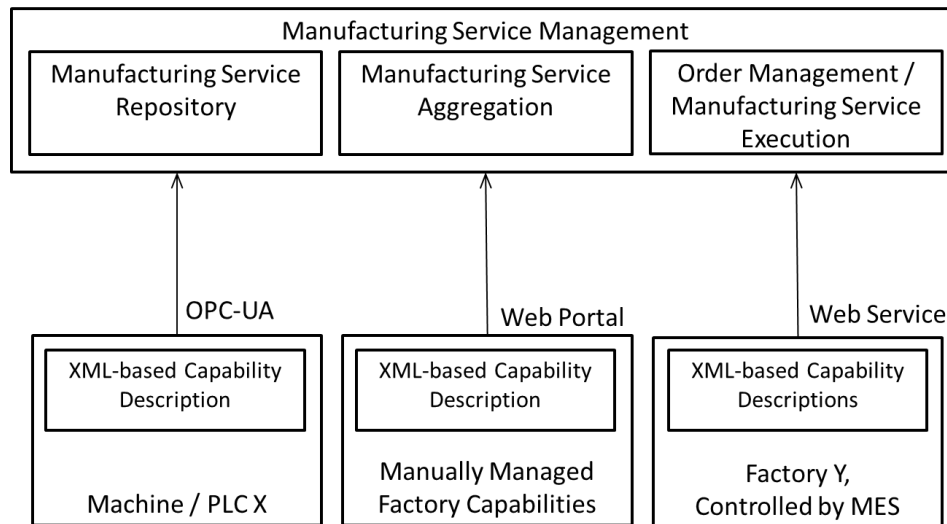 Manufacturing Service Management
Manufacturing Service
Repository
Manufacturing Service
Aggregation
Order Management /
Manufacturing Service
Execution
OPC-UA
Web Portal
Web Service
XML-based Capability
Description
Machine / PLC X
XML-based Capability
Description
Manually Managed
Factory Capabilities
XML-based Capability
Descriptions
Factory Y,
Controlled by MES